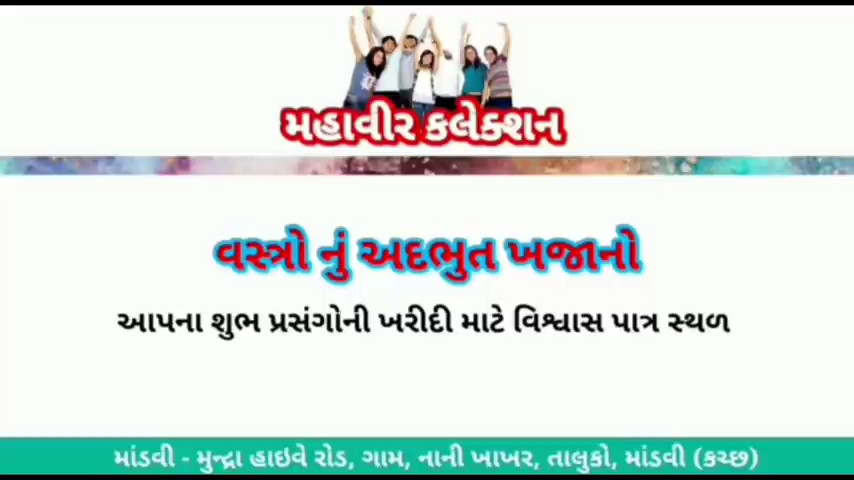 મહાવીર કલેક્શન
વસ્ત્રો નું અદભુત ખજાનો
આપના શુભ પ્રસંગોની ખરીદી માટે વિશ્વાસ પાત્ર સ્થળ
માંડવી - મુન્દ્રા હાઇવે રોડ, ગામ, નાની ખાખર, તાલુકો, માંડવી (કચ્છ)